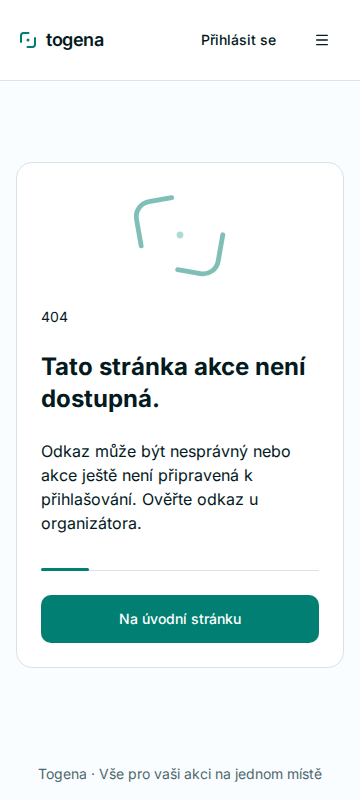 togena
Přihlásit se
404
Tato stránka akce není
dostupná.
Odkaz může být nesprávný nebo
akce ještě není připravená k
přihlašování. Ověřte odkaz u
organizátora.
Na úvodní stránku
Togena · Vše pro vaši akci na jednom místě